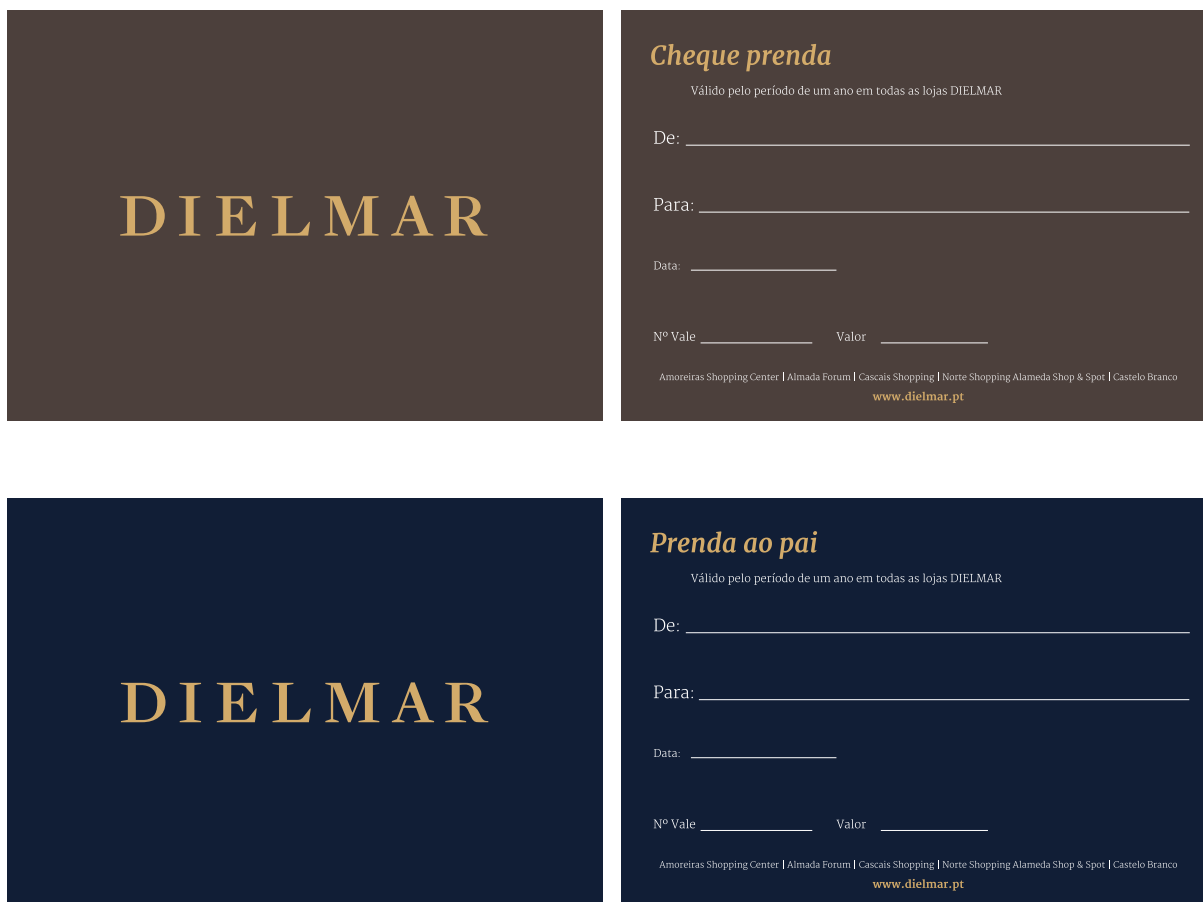 DIELMAR
Cheque prenda
Válido pelo período de um ano em todas as lojas DIELMAR
De:
Para:
Data:
Nº Vale Valor
Amoreiras Shopping Center | Almada Forum | Cascais Shopping | Norte Shopping Alameda Shop & Spot | Castelo Branco
www.dielmar.pt
DIELMAR
Prenda ao pai
Válido pelo período de um ano em todas as lojas DIELMAR
De:
Para:
Data:
Nº Vale Valor
Amoreiras Shopping Center | Almada Forum | Cascais Shopping | Norte Shopping Alameda Shop & Spot | Castelo Branco
www.dielmar.pt